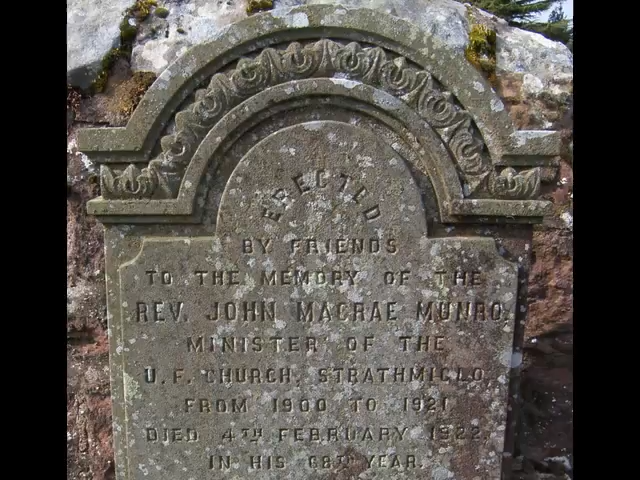 ERECTED
BY FRIENDS
TO THE MEMORY OF THE
REV. JOHN MACRAE MUNRO
MINISTER OF THE
U.F. CHURCH, STRATHMIGLO,
FROM 1900 TO 1921
DIED 4TH FEBRUARY 1922.
IN HIS 68TH YEAR.